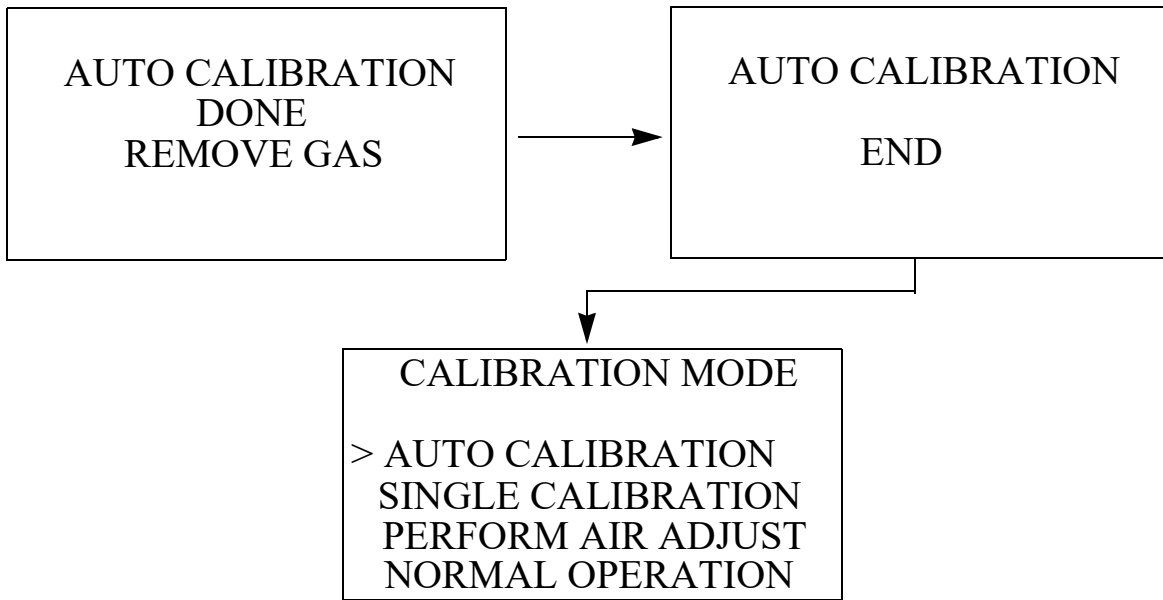 AUTO CALIBRATION
DONE
REMOVE GAS
AUTO CALIBRATION
END
CALIBRATION MODE
> AUTO CALIBRATION
SINGLE CALIBRATION
PERFORM AIR ADJUST
NORMAL OPERATION